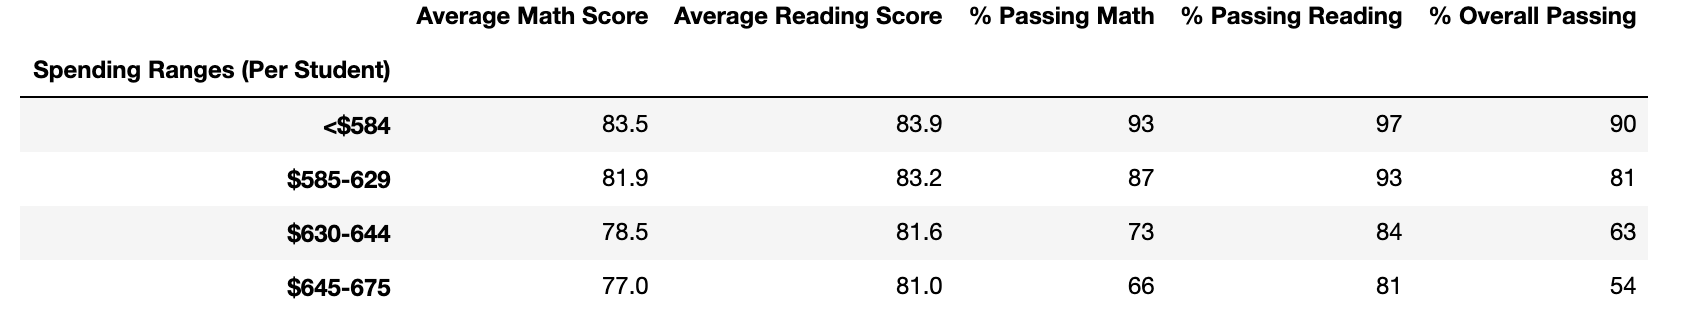 Average Math Score Average Reading Score % Passing Math % Passing Reading % Overall Passing
Spending Ranges (Per Student)
<$584 83.5 83.9 93 97 90
$585-629 81.9 83.2 87 93 81
$630-644 78.5 81.6 73 84 63
$645-675 77.0 81.0 66 81 54